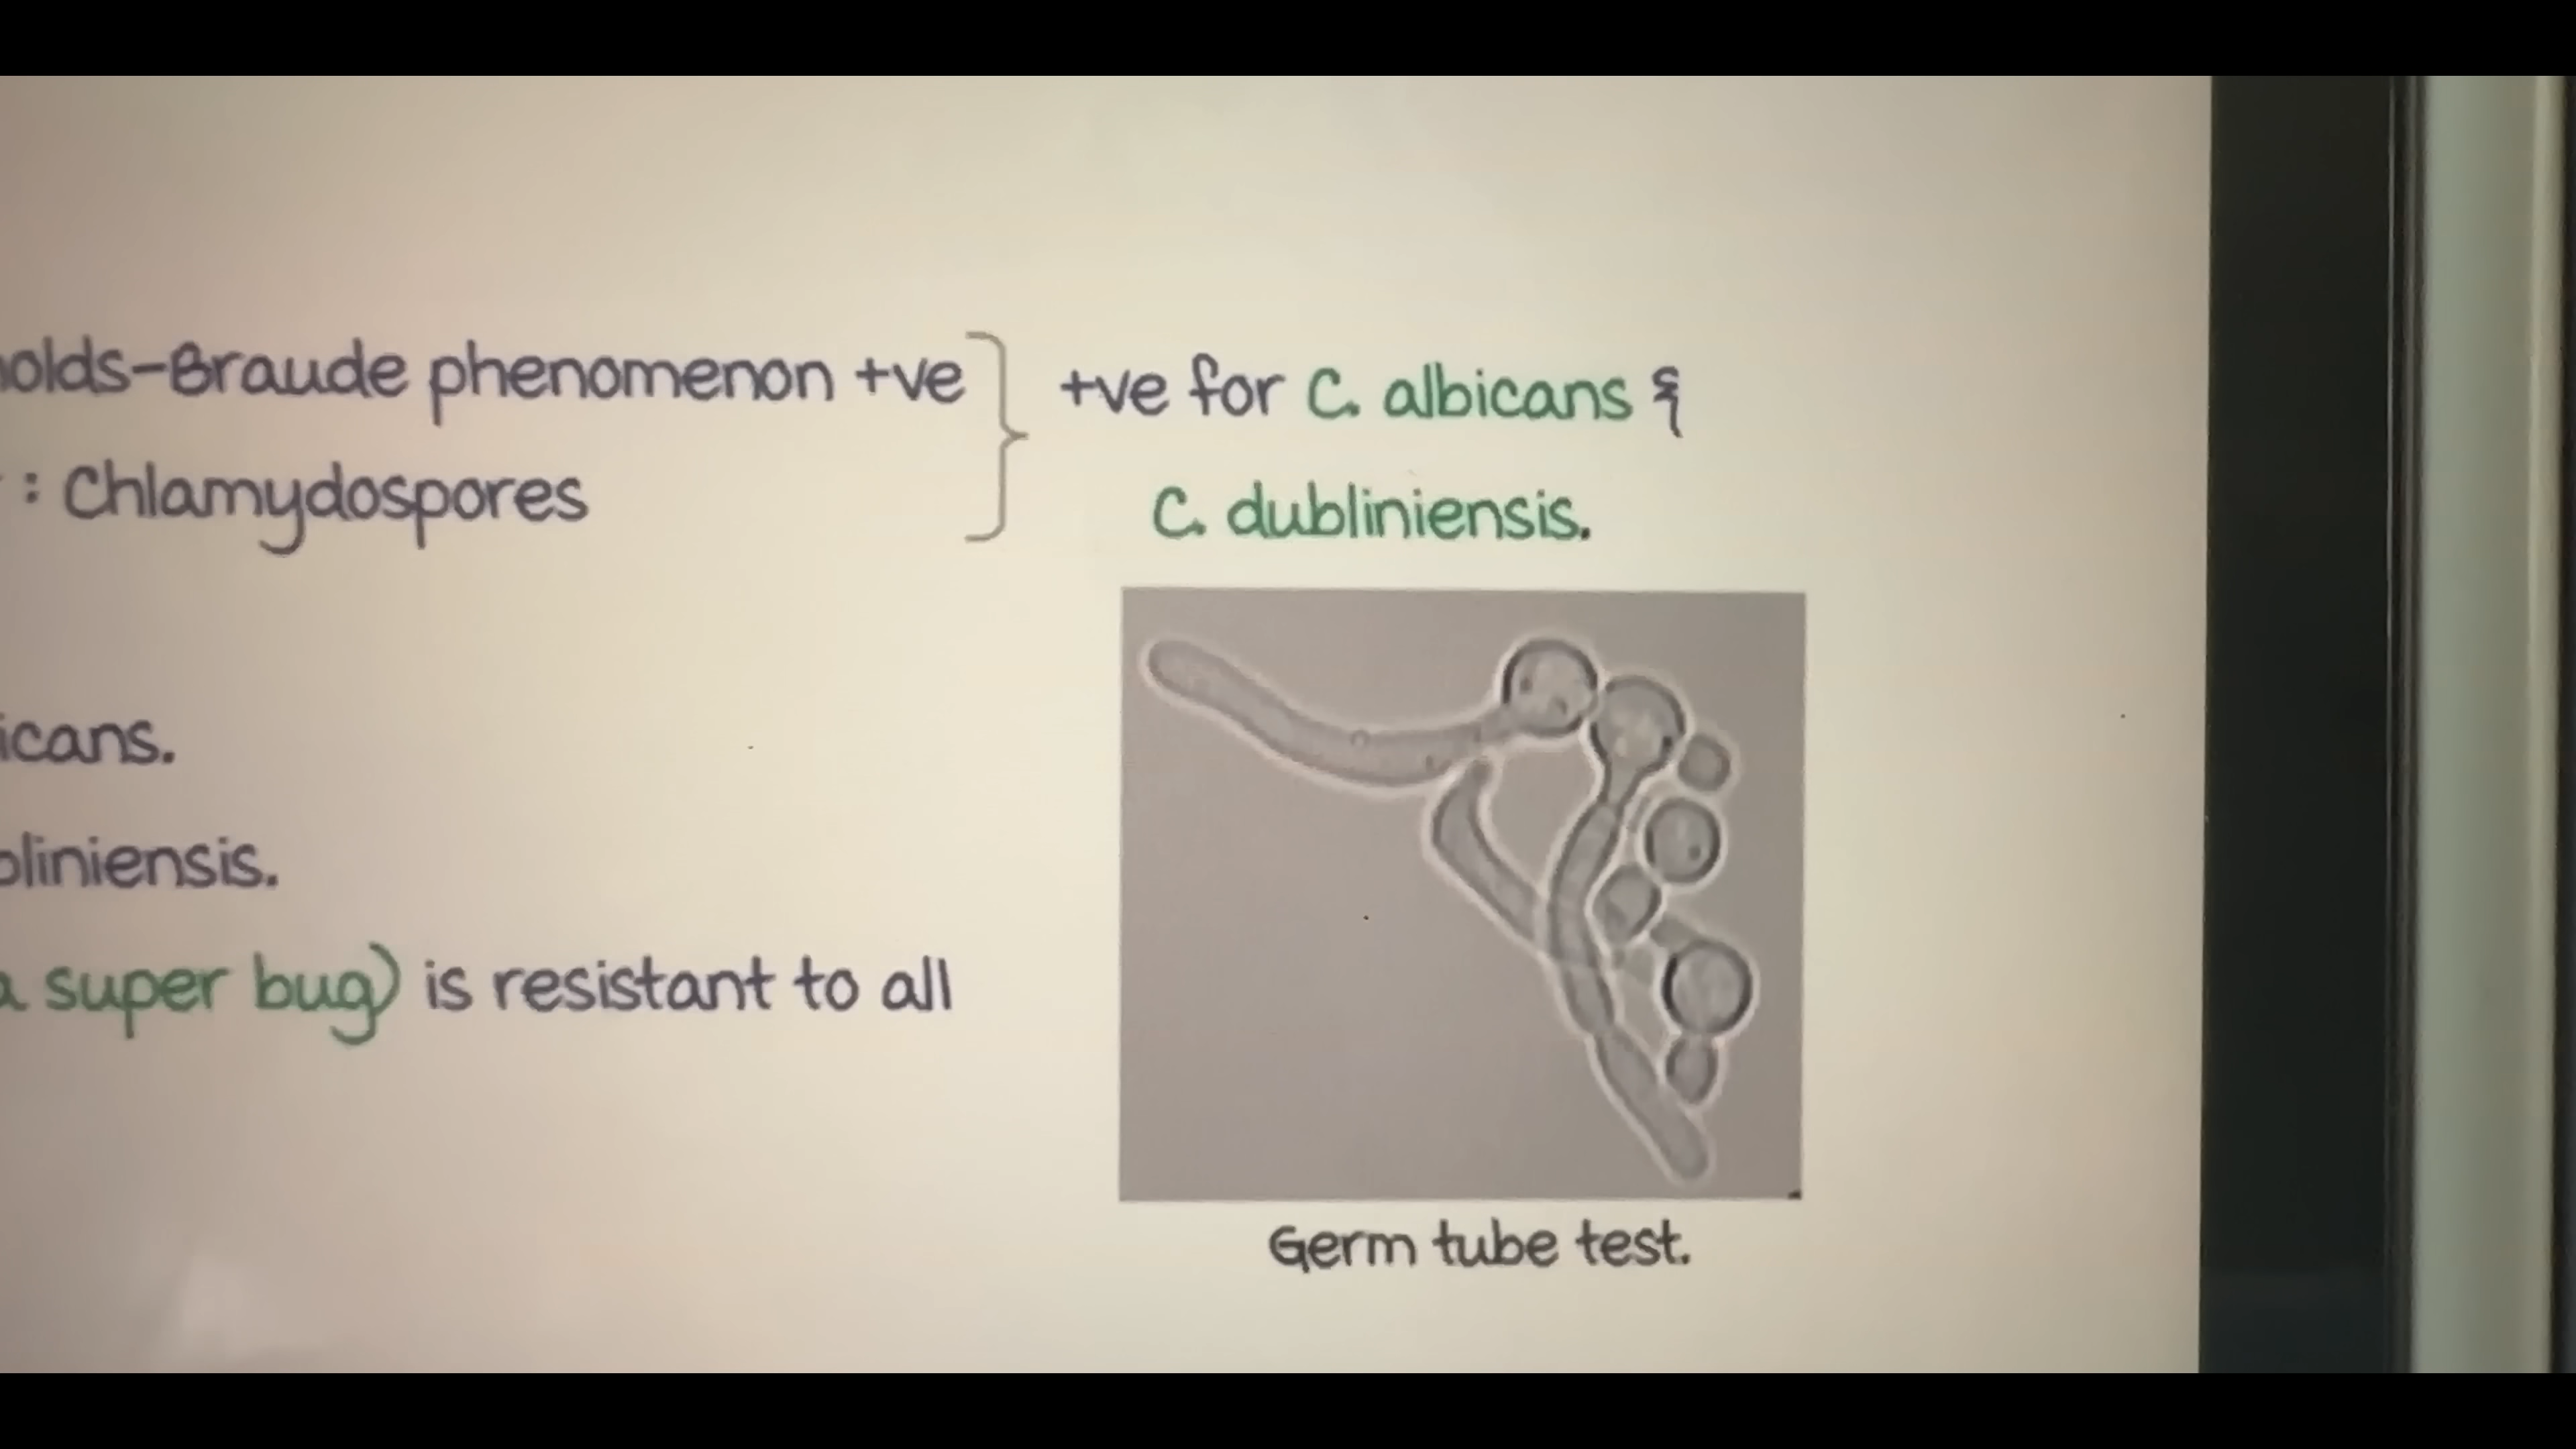 olds-Braude phenomenon +ve
+ve for C. albicans &
: Chlamydospores
C. dubliniensis.
icans.
bliniensis.
a super bug) is resistant to all
Germ tube test.